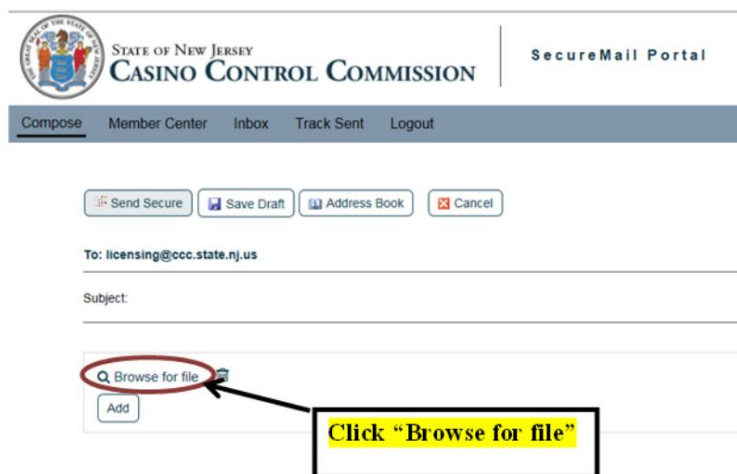 STATE OF NEW JERSEY
CASINO CONTROL COMMISSION
SecureMail Portal
Compose Member Center Inbox Track Sent Logout
Send Secure Save Draft Address Book Cancel
To: licensing@ccc.state.nj.us
Subject:
Browse for file
Add
Click “Browse for file”